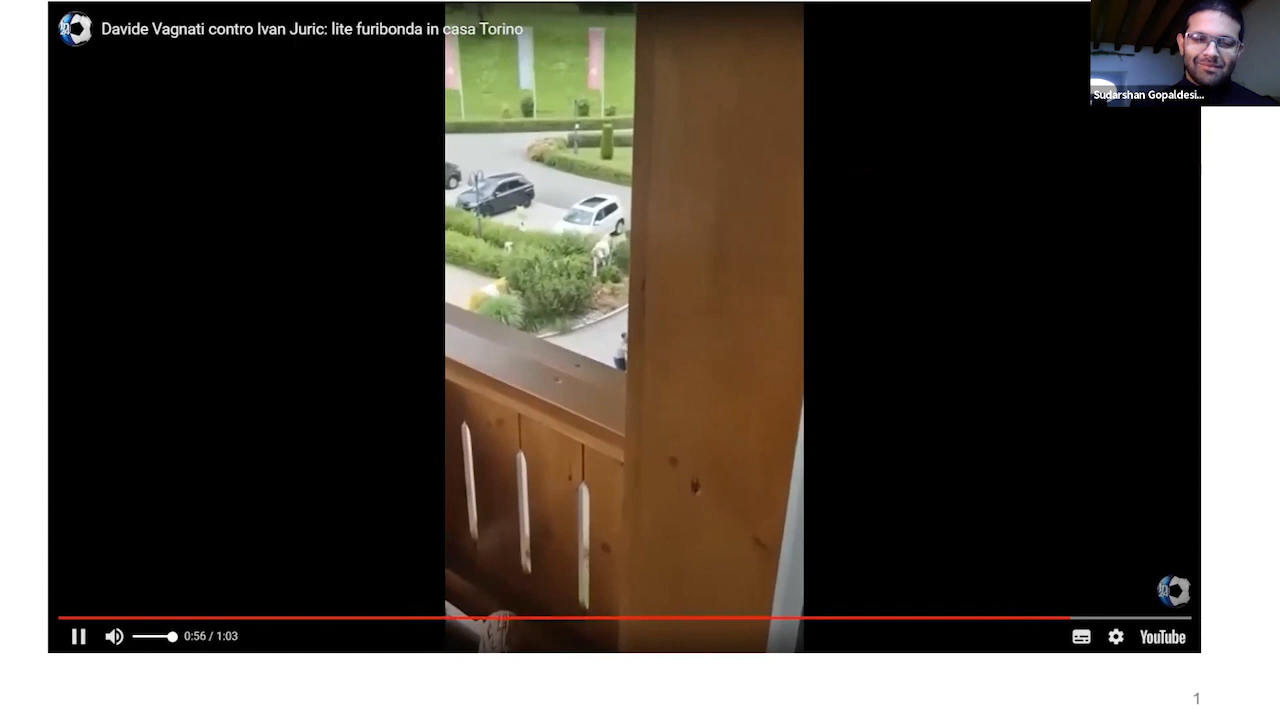 Davide Vagnati contro Ivan Juric: lite furibonda in casa Torino
Sudarshan Gopaldesi...
0:56 / 1:03
YouTube
1